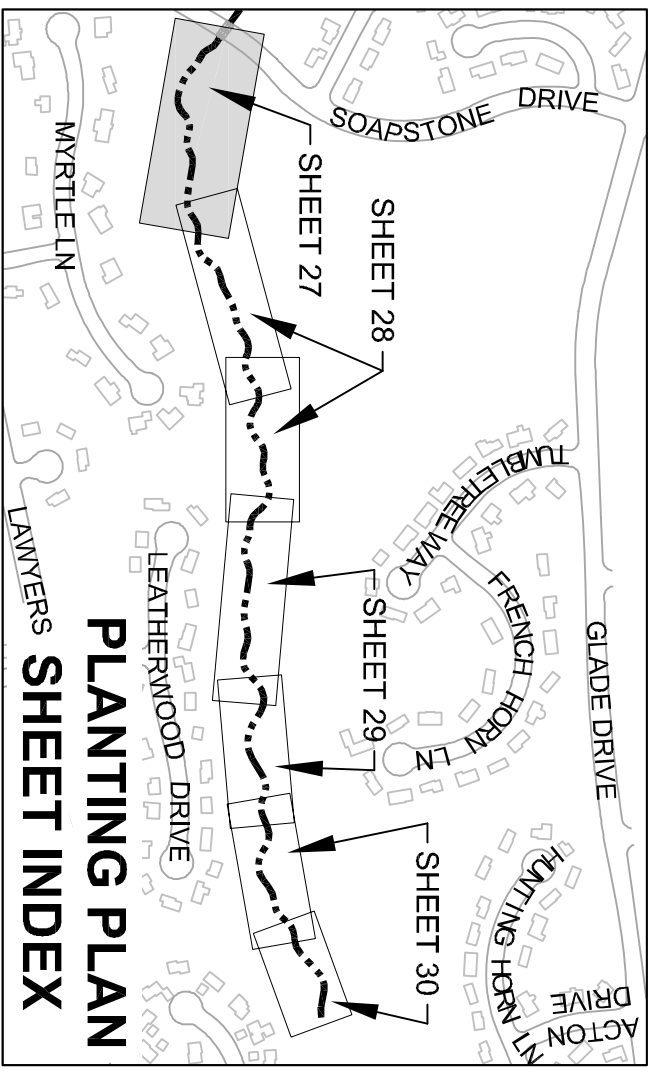 SOAPSTONE DRIVE
MYRTLE LN
SHEET 27
SHEET 28
TUMBLETREE WAY
FRENCH HORN LN
GLADE DRIVE
LAWYERS
LEATHERWOOD DRIVE
SHEET 29
SHEET 30
HUNTING HORN LN
ACTON
DRIVE
PLANTING PLAN
SHEET INDEX